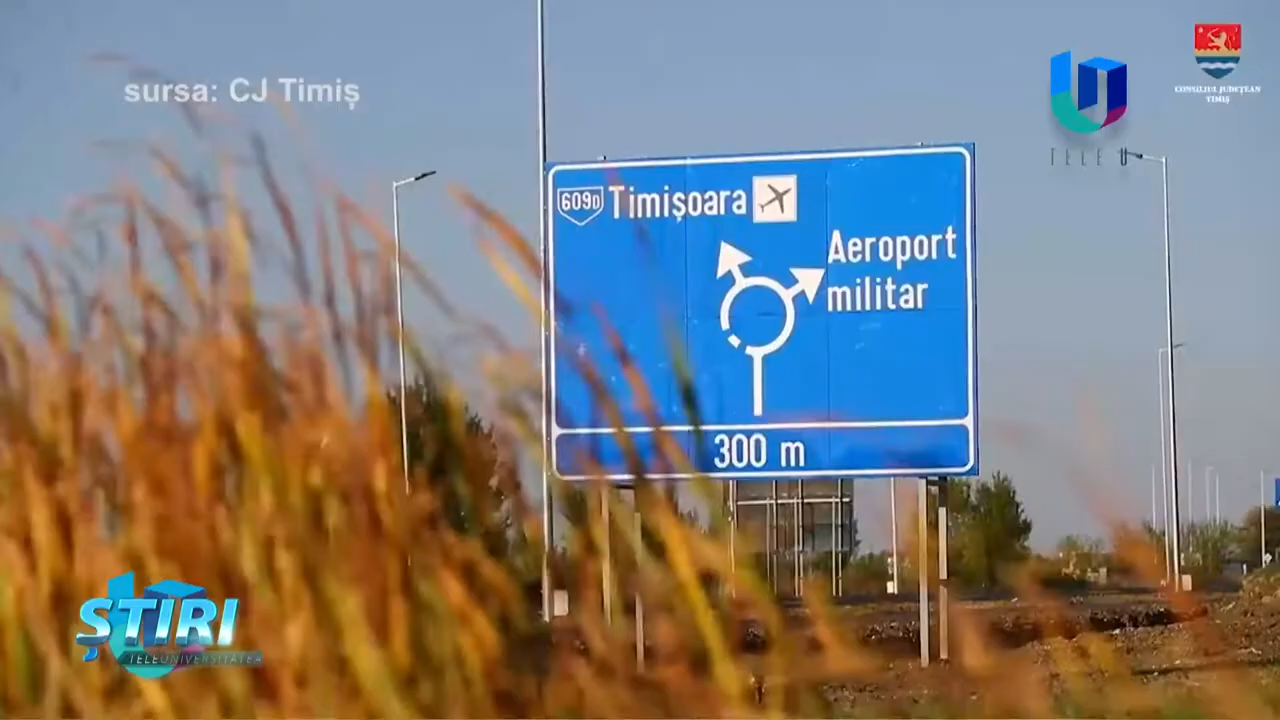 sursa: CJ Timiș
CONSILIUL JUDEȚEAN
TIMIȘ
TELE U
609D Timișoara
Aeroport
militar
300 m
ȘTIRI
TELEUNIVERSITATEA